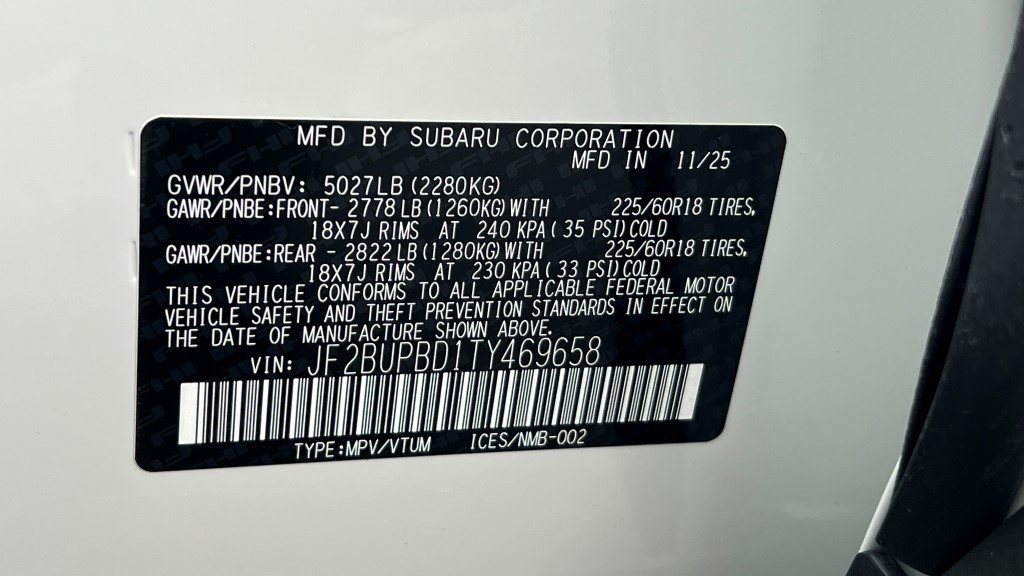 MFD BY SUBARU CORPORATION
MFD IN 11/25
GVWR/PNBV: 5027LB (2280KG)
GAWR/PNBE:FRONT- 2778 LB (1260KG) WITH 225/60R18 TIRES,
18X7J RIMS AT 240 KPA ( 35 PSI) COLD
GAWR/PNBE:REAR - 2822 LB (1280KG) WITH 225/60R18 TIRES,
18X7J RIMS AT 230 KPA ( 33 PSI) COLD
THIS VEHICLE CONFORMS TO ALL APPLICABLE FEDERAL MOTOR
VEHICLE SAFETY AND THEFT PREVENTION STANDARDS IN EFFECT ON
THE DATE OF MANUFACTURE SHOWN ABOVE.
VIN: JF2BUPBD1TY469658
TYPE:MPV/VTUM ICES/NMB-002